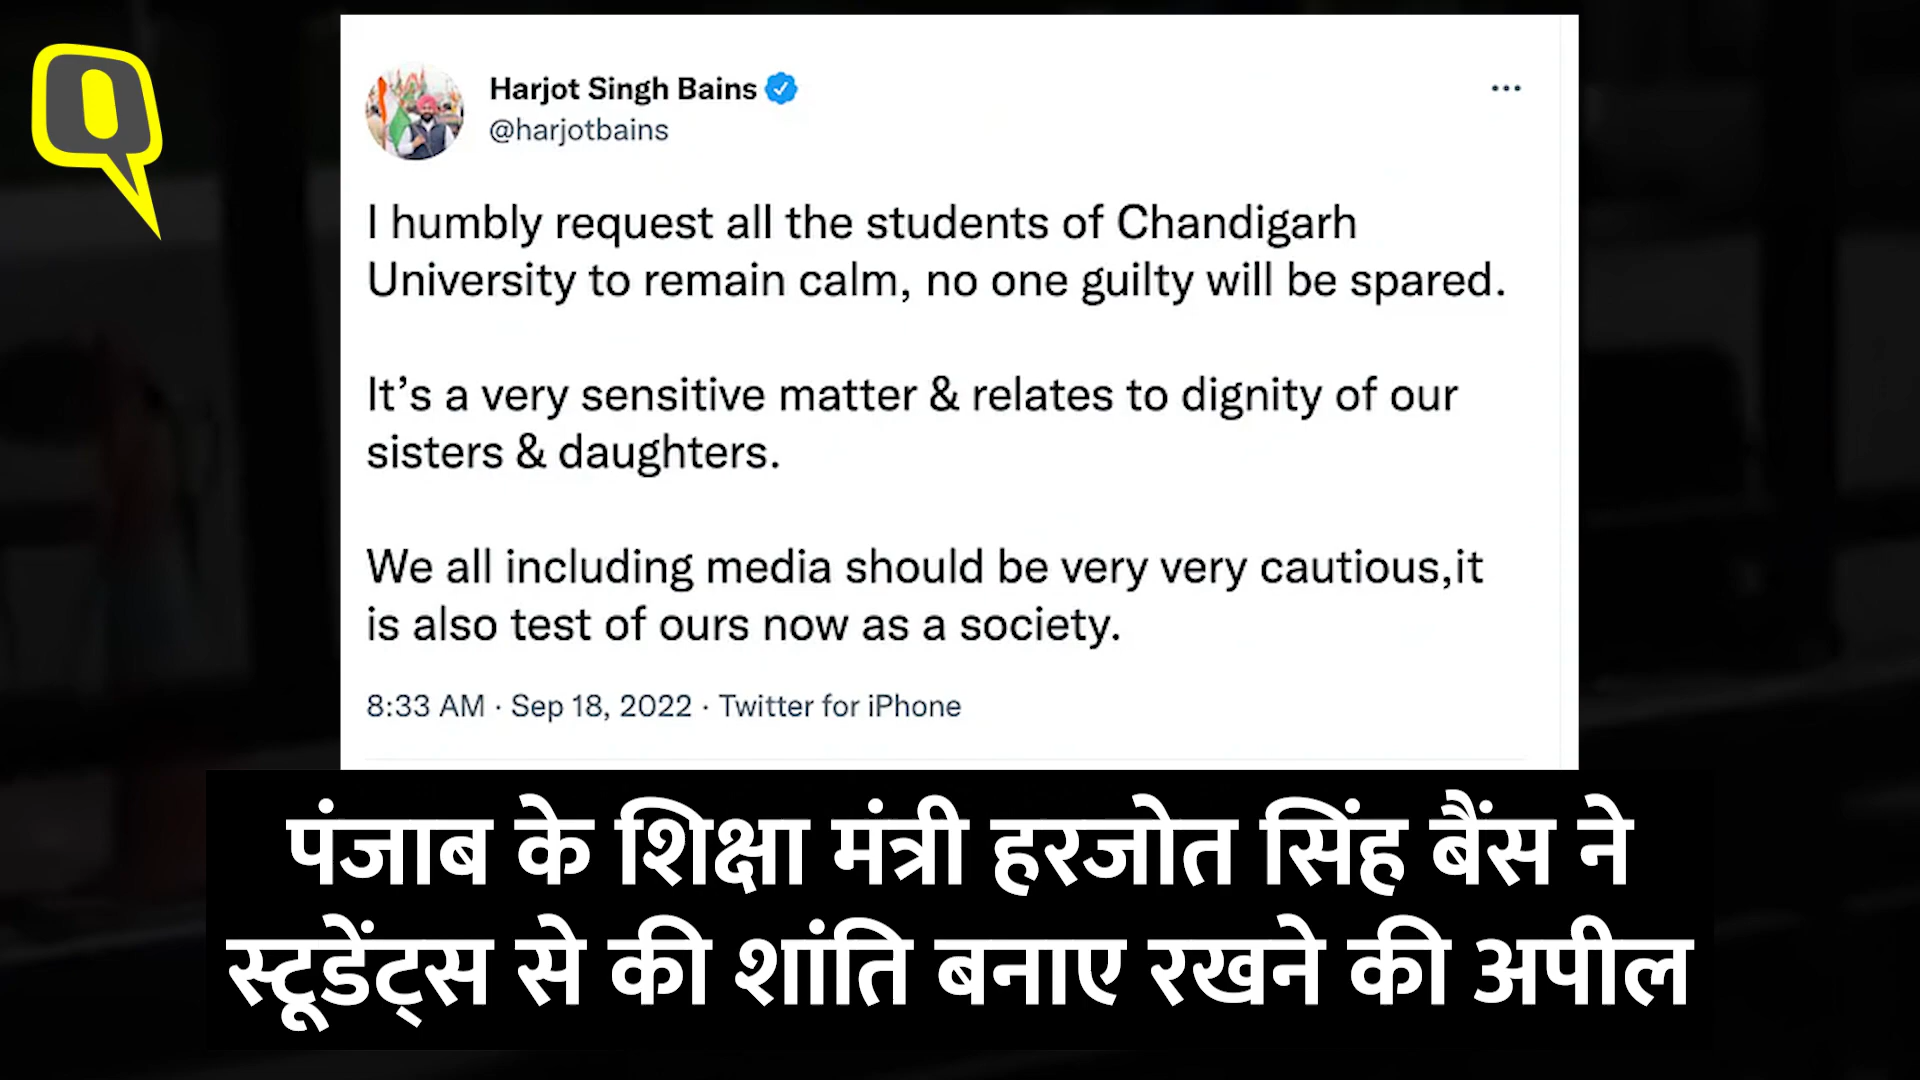 Q
Harjot Singh Bains
@harjotbains
I humbly request all the students of Chandigarh
University to remain calm, no one guilty will be spared.
It's a very sensitive matter & relates to dignity of our
sisters & daughters.
We all including media should be very very cautious,it
is also test of ours now as a society.
8:33 AM · Sep 18, 2022 · Twitter for iPhone
पंजाब के शिक्षा मंत्री हरजोत सिंह बैंस ने
स्टूडेंट्स से की शांति बनाए रखने की अपील